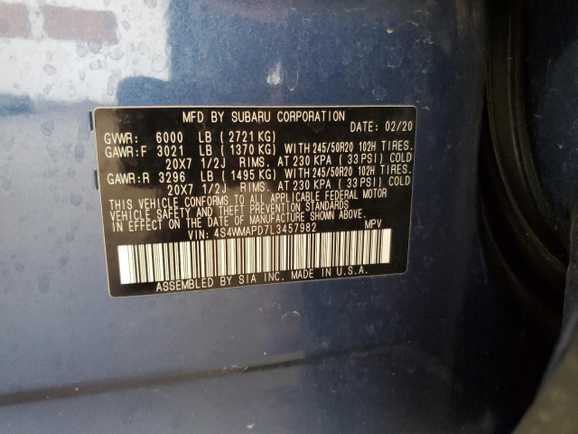 MFD BY SUBARU CORPORATION
GVWR: 6000 LB ( 2721 KG) DATE: 02/20
GAWR:F 3021 LB ( 1370 KG) WITH 245/50R20 102H TIRES.
20X7 1/2J RIMS. AT 230 KPA ( 33 PSI) COLD
GAWR:R 3296 LB ( 1495 KG) WITH 245/50R20 102H TIRES.
20X7 1/2J RIMS. AT 230 KPA ( 33 PSI) COLD
THIS VEHICLE CONFORMS TO ALL APPLICABLE FEDERAL MOTOR
VEHICLE SAFETY AND THEFT PREVENTION STANDARDS
IN EFFECT ON THE DATE OF MANUFACTURE SHOWN ABOVE.
VIN: 4S4WMAPD7L3457982 MPV
ASSEMBLED BY SIA INC. MADE IN U.S.A.